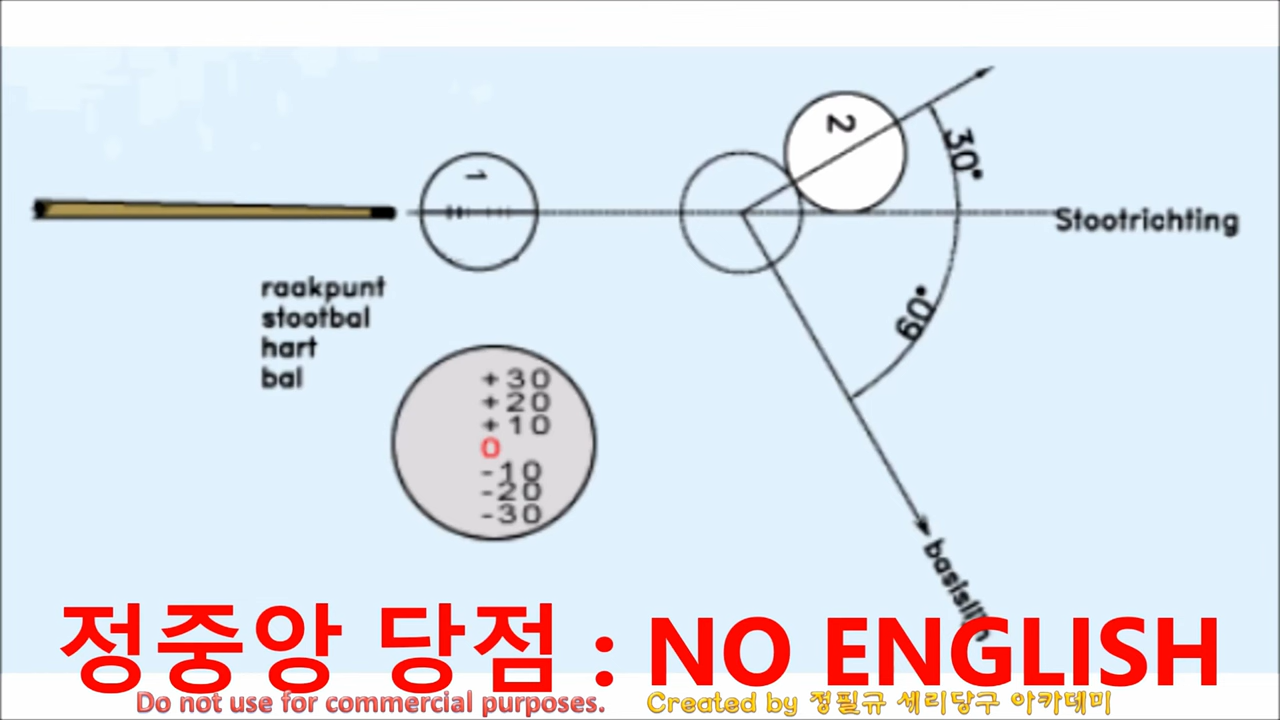 1
2
30°
Stootrichting
60°
raakpunt
stootbal
hart
bal
+30
+20
+10
0
-10
-20
-30
정중앙 당점 : NO ENGLISH
Do not use for commercial purposes. Created by 정필규 세리당구 아카데미